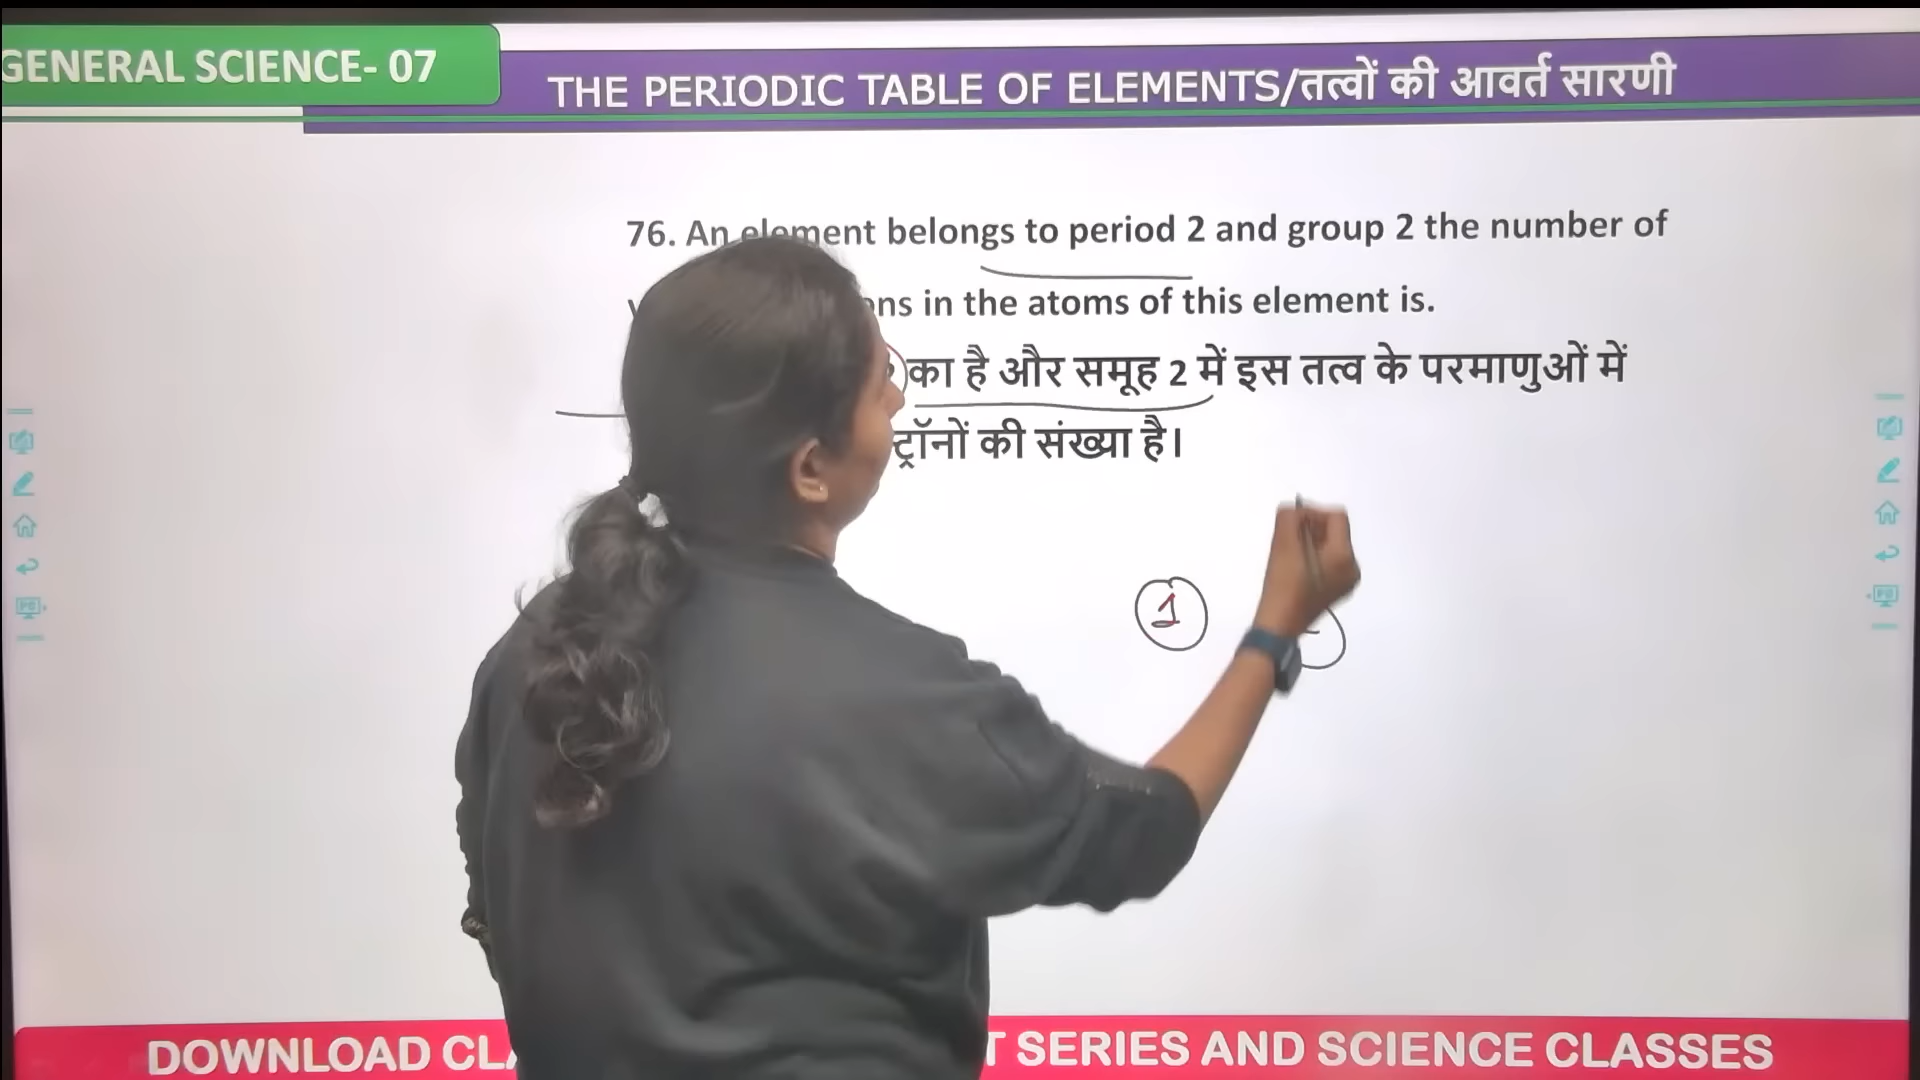 GENERAL SCIENCE- 07
THE PERIODIC TABLE OF ELEMENTS/तत्वों की आवर्त सारणी
76. An element belongs to period 2 and group 2 the number of
in the atoms of this element is.
का है और समूह 2 में इस तत्व के परमाणुओं में
की संख्या है।
1
DOWNLOAD
SERIES AND SCIENCE CLASSES